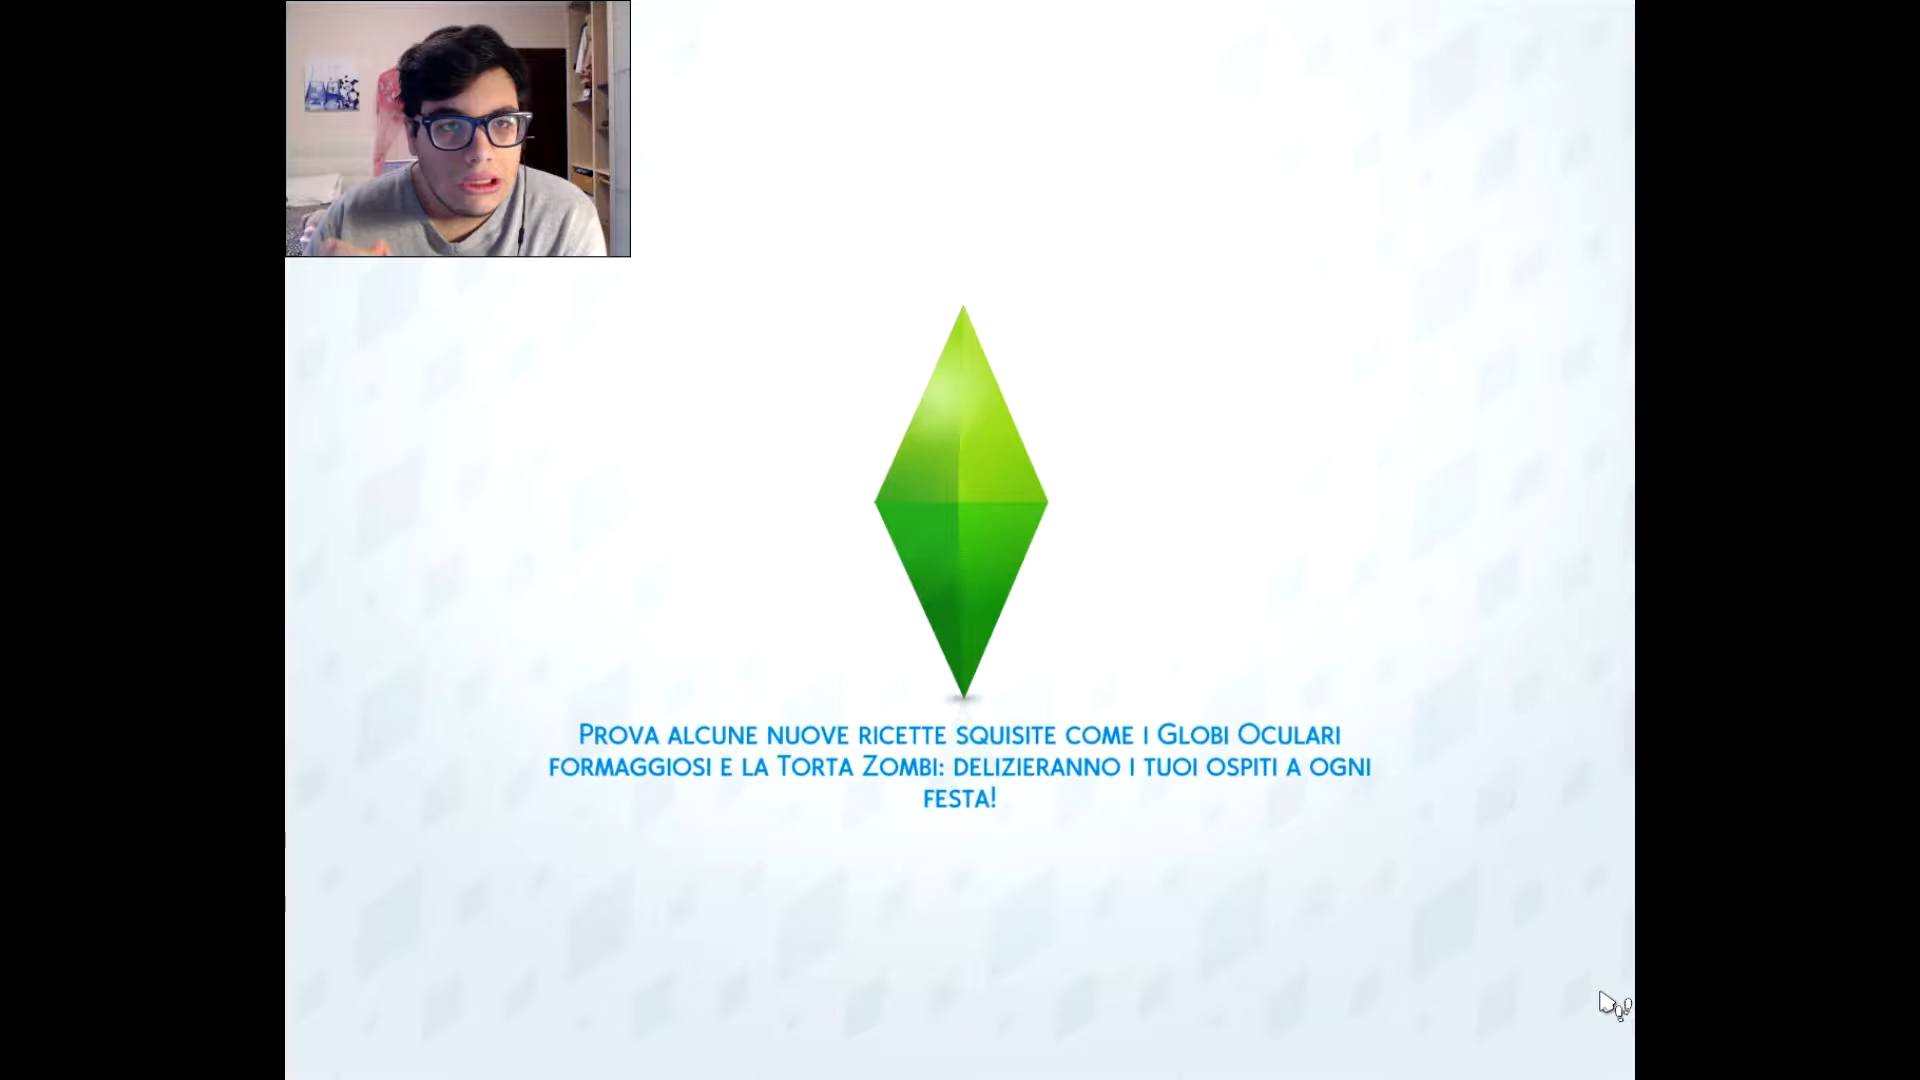 Prova alcune nuove ricette squisite come i Globi Oculari
formaggiosi e la Torta Zombi: delizieranno i tuoi ospiti a ogni
festa!